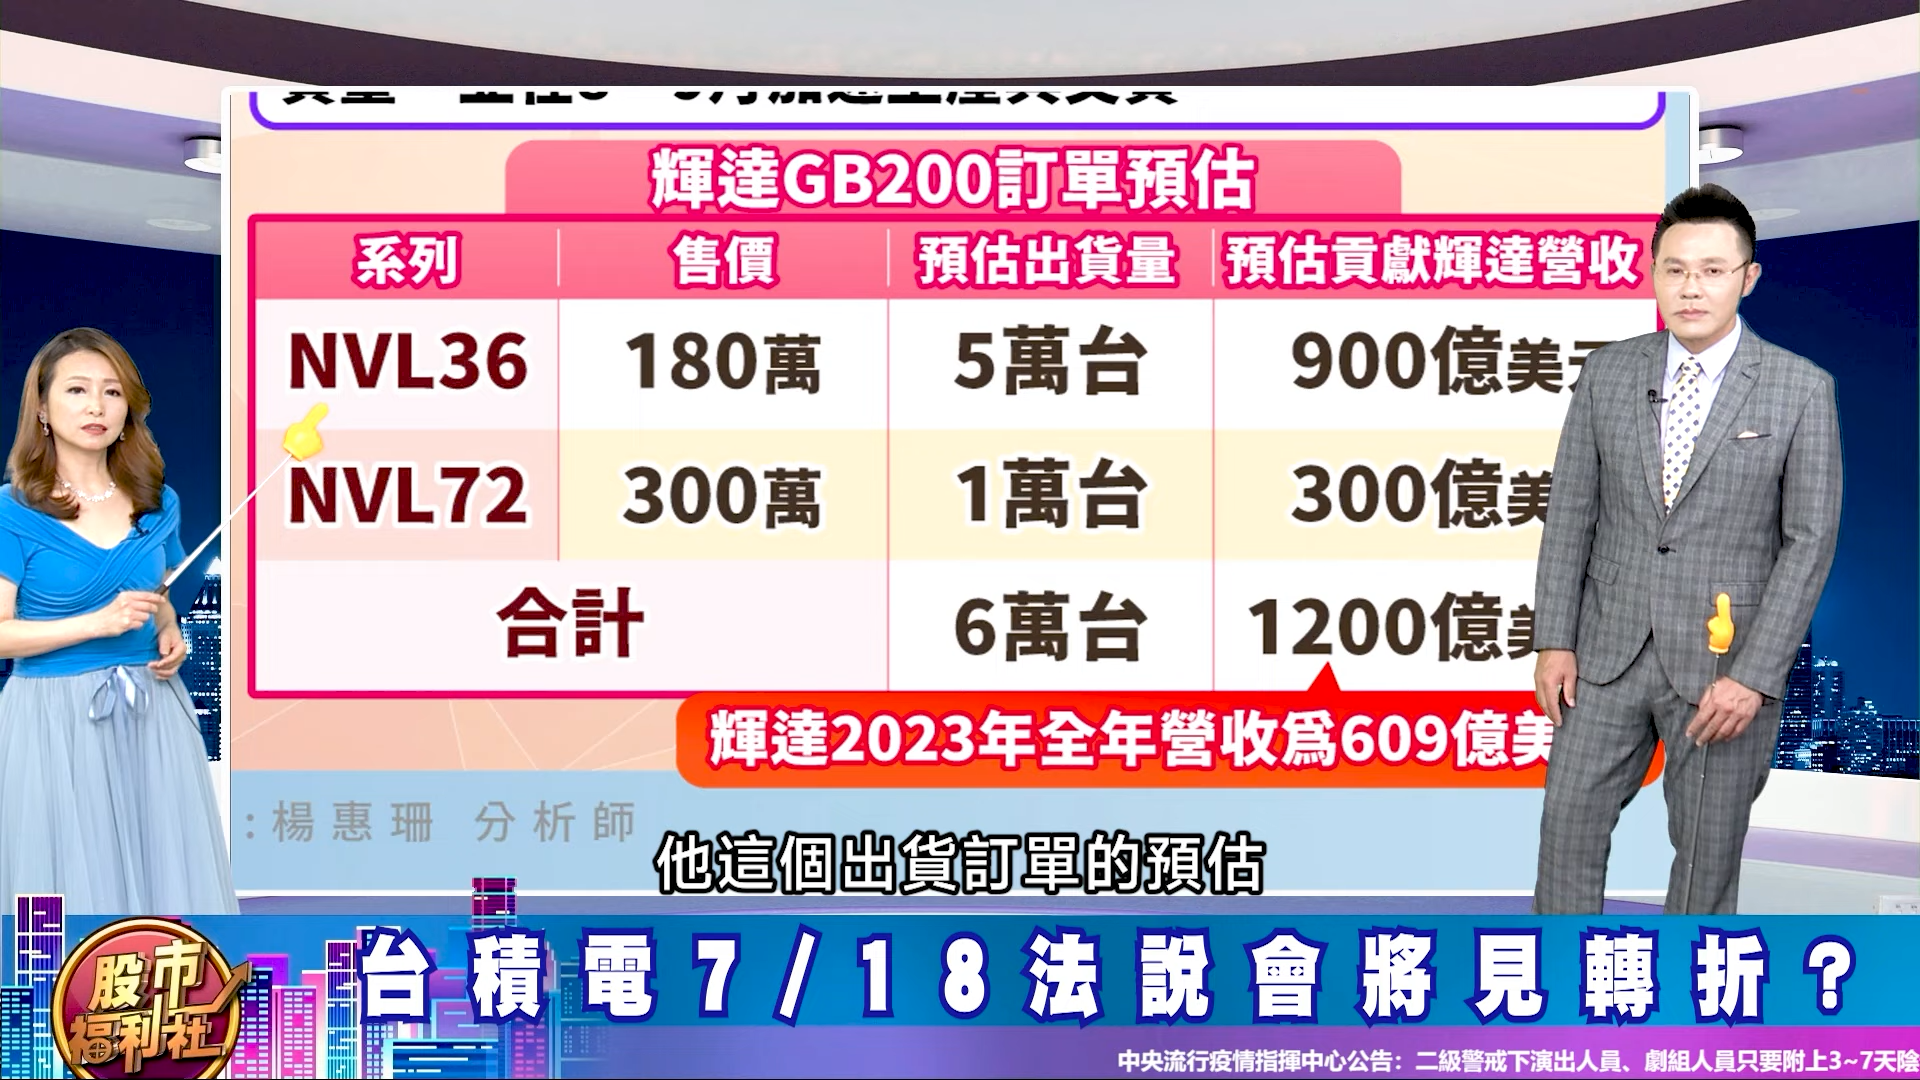 輝達GB200訂單預估
系列 售價 預估出貨量 預估貢獻輝達營收
NVL36 180萬 5萬台 900億美元
NVL72 300萬 1萬台 300億美
合計 6萬台 1200億美
輝達2023年全年營收為609億美
:楊惠珊 分析師
他這個出貨訂單的預估
台積電7/18法說會將見轉折?
股市
福利社
中央流行疫情指揮中心公告：二級警戒下演出人員、劇組人員只要附上3~7天陰